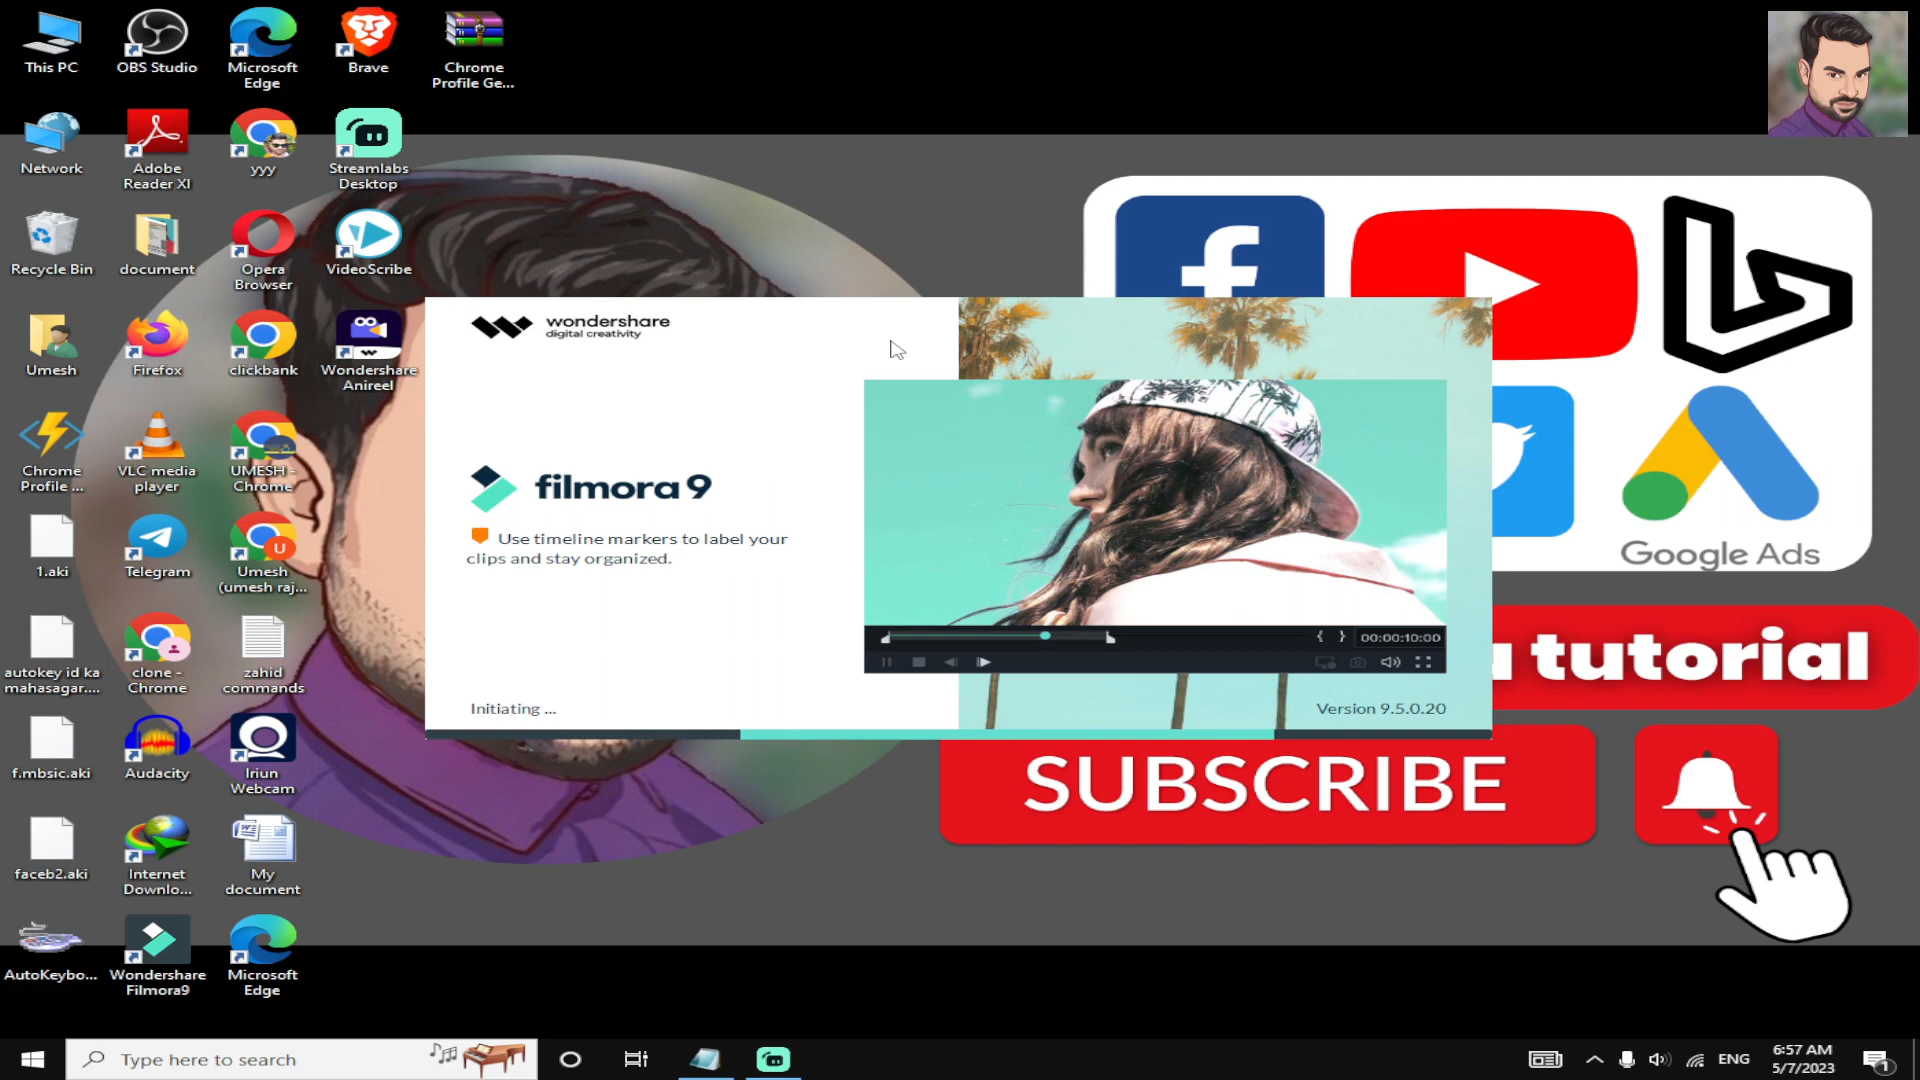 This PC
OBS Studio
Microsoft
Edge
Brave
Chrome
Profile Ge...
Network
Adobe
Reader XI
yyy
Streamlabs
Desktop
Recycle Bin
document
Opera
Browser
VideoScribe
Umesh
Firefox
clickbank
Wondershare
Anireel
Chrome
Profile ...
VLC media
player
UMESH -
Chrome
1.aki
Telegram
U
Umesh
(umesh raj...
autokey id ka
mahasagar....
clone -
Chrome
zahid
commands
f.mbsic.aki
Audacity
Iriun
Webcam
faceb2.aki
Internet
Downlo...
My
document
AutoKeybo...
Wondershare
Filmora9
Microsoft
Edge
wondershare
digital creativity
filmora 9
Use timeline markers to label your
clips and stay organized.
Initiating ...
00:00:10:00
Version 9.5.0.20
Google Ads
tutorial
SUBSCRIBE
Type here to search
ENG
6:57 AM
5/7/2023
1